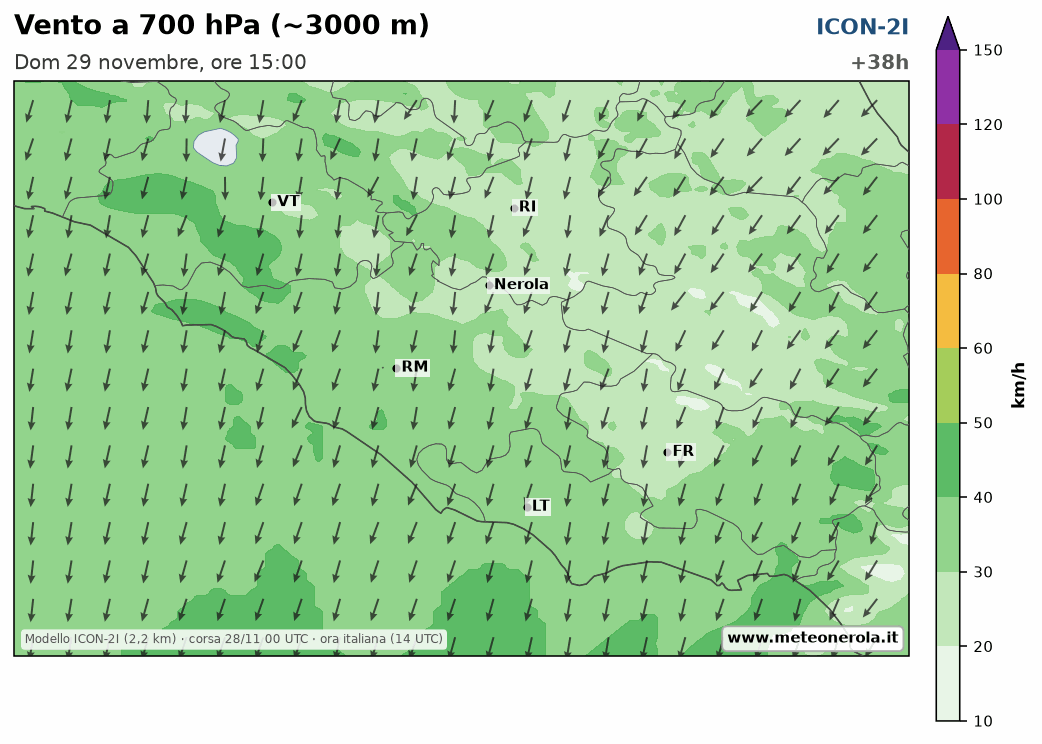 Vento a 700 hPa (~3000 m)
ICON-2I
Dom 29 novembre, ore 15:00
+38h
VT
RI
Nerola
RM
FR
LT
Modello ICON-2I (2,2 km) · corsa 28/11 00 UTC · ora italiana (14 UTC)
www.meteonerola.it
150
120
100
80
60
50
40
30
20
10
km/h